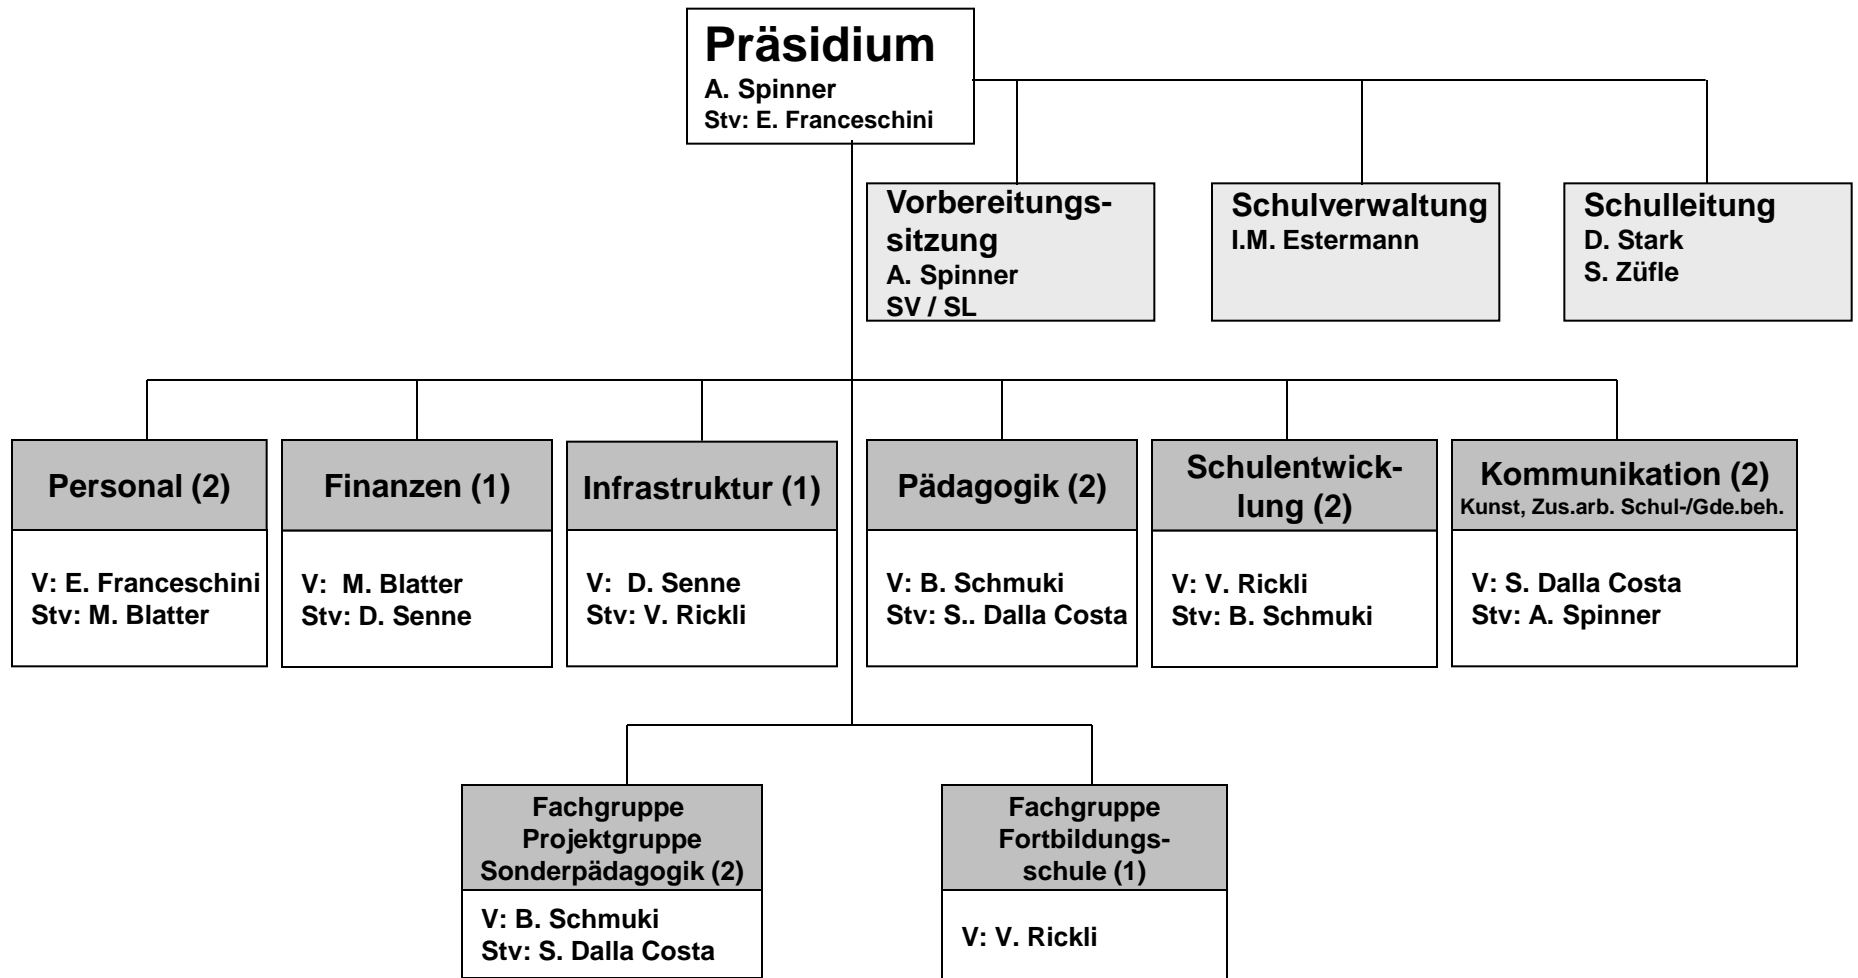 Präsidium
A. Spinner
Stv: E. Franceschini
Vorbereitungs-
sitzung
A. Spinner
SV / SL
Schulverwaltung
I.M. Estermann
Schulleitung
D. Stark
S. Züfle
Personal (2)
V: E. Franceschini
Stv: M. Blatter
Finanzen (1)
V:  M. Blatter
Stv: D. Senne
Infrastruktur (1)
V:  D. Senne
Stv: V. Rickli
Pädagogik (2)
V: B. Schmuki
Stv: S.. Dalla Costa
Schulentwick-
lung (2)
V: V. Rickli
Stv: B. Schmuki
Kommunikation (2)
Kunst, Zus.arb. Schul-/Gde.beh.
V: S. Dalla Costa
Stv: A. Spinner
Fachgruppe
Projektgruppe
Sonderpädagogik (2)
V: B. Schmuki
Stv: S. Dalla Costa
Fachgruppe
Fortbildungs-
schule (1)
V: V. Rickli